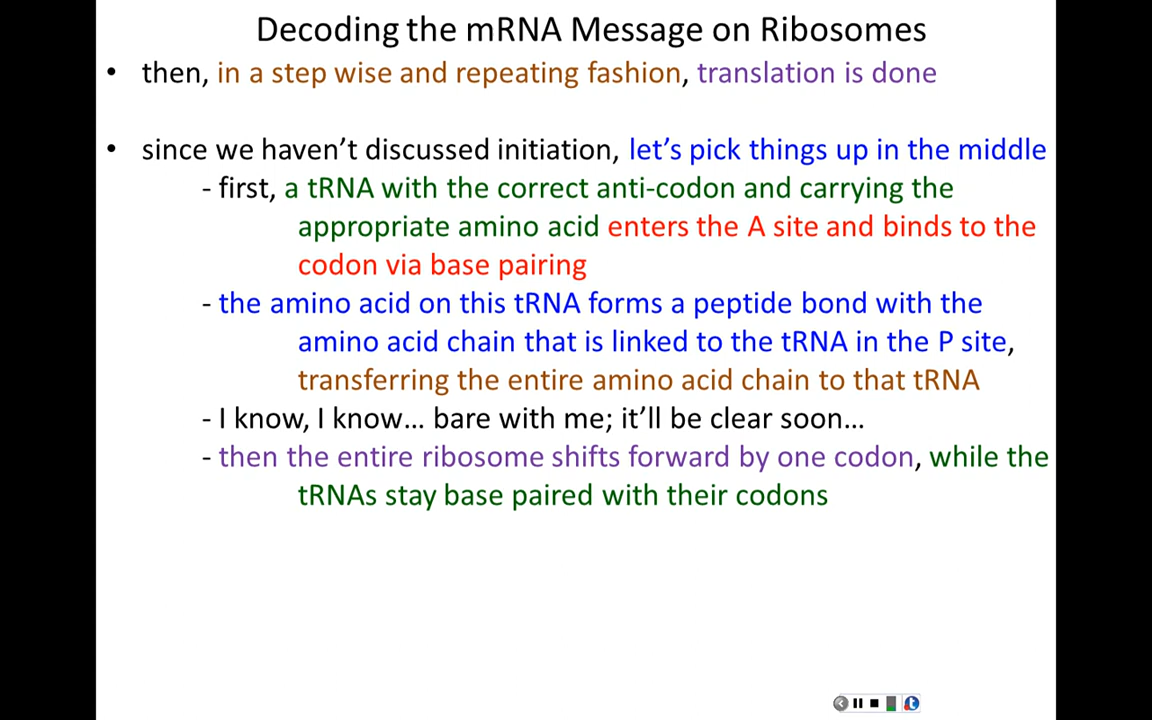 Decoding the mRNA Message on Ribosomes
• then, in a step wise and repeating fashion, translation is done
• since we haven’t discussed initiation, let’s pick things up in the middle
- first, a tRNA with the correct anti-codon and carrying the
appropriate amino acid enters the A site and binds to the
codon via base pairing
- the amino acid on this tRNA forms a peptide bond with the
amino acid chain that is linked to the tRNA in the P site,
transferring the entire amino acid chain to that tRNA
- I know, I know… bare with me; it’ll be clear soon…
- then the entire ribosome shifts forward by one codon, while the
tRNAs stay base paired with their codons